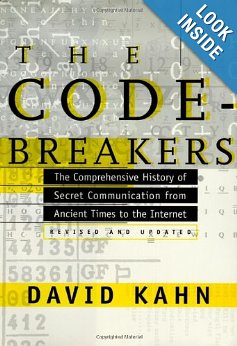 LOOK INSIDE
THE
CODE-
BREAKERS
The Comprehensive History of
Secret Communication from
Ancient Times to the Internet
REVISED AND UPDATED
DAVID KAHN